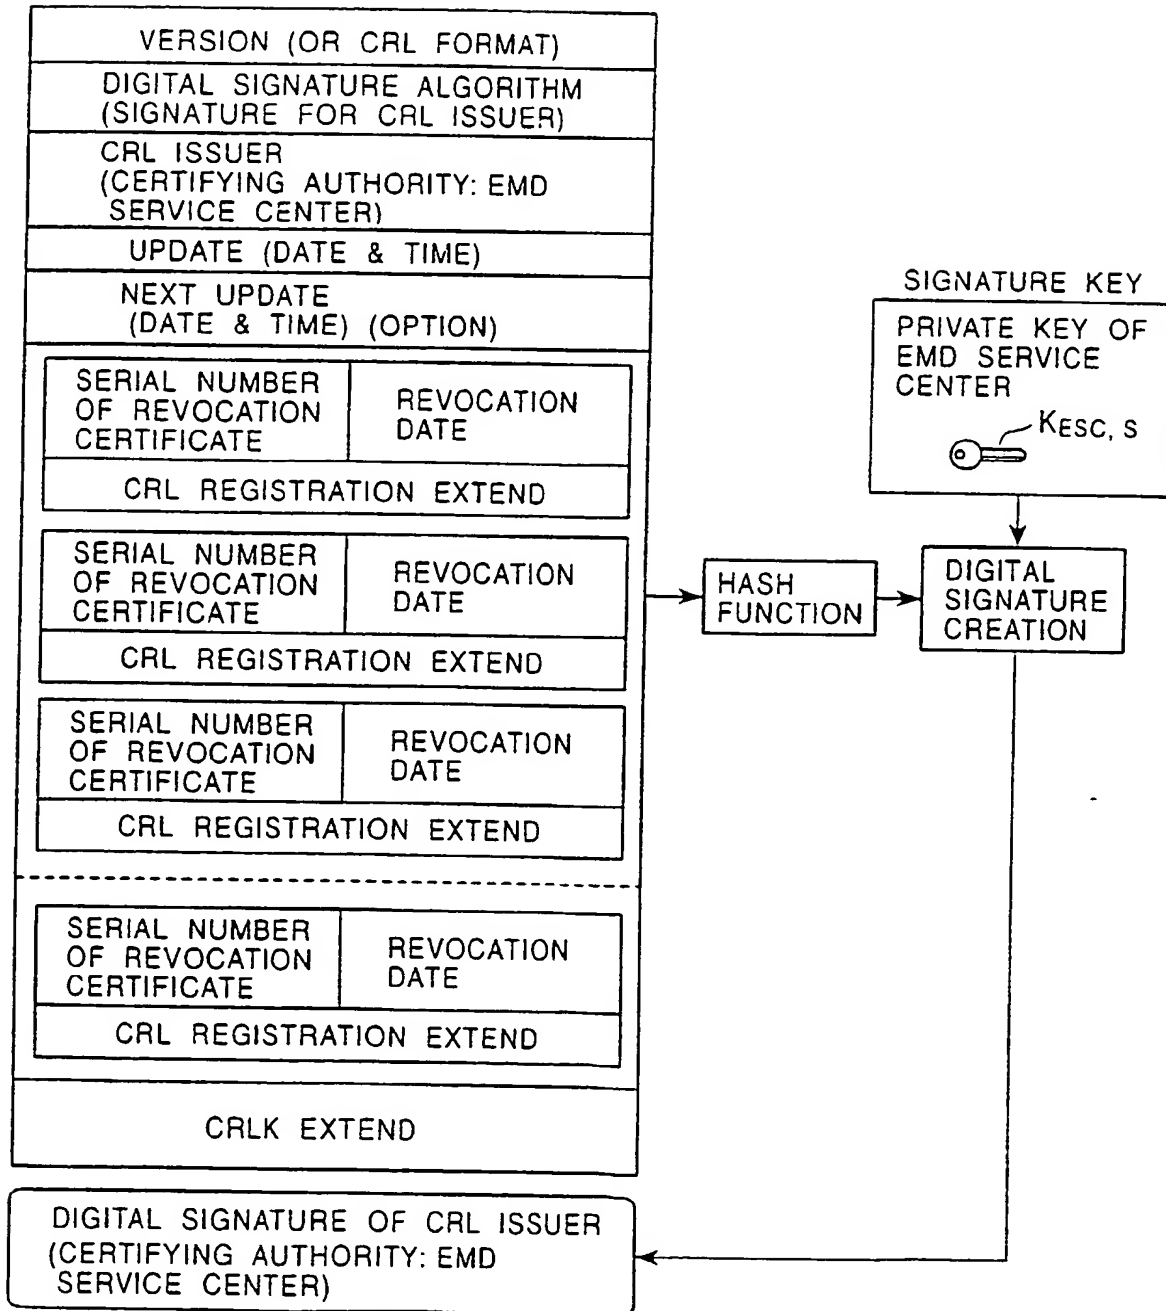 VERSION (OR CRL FORMAT)
DIGITAL SIGNATURE ALGORITHM
(SIGNATURE FOR CRL ISSUER)
CRL ISSUER
(CERTIFYING AUTHORITY: EMD
SERVICE CENTER)
UPDATE (DATE & TIME)
NEXT UPDATE
(DATE & TIME) (OPTION)
SERIAL NUMBER
OF REVOCATION
CERTIFICATE
REVOCATION
DATE
CRL REGISTRATION EXTEND
SERIAL NUMBER
OF REVOCATION
CERTIFICATE
REVOCATION
DATE
CRL REGISTRATION EXTEND
SERIAL NUMBER
OF REVOCATION
CERTIFICATE
REVOCATION
DATE
CRL REGISTRATION EXTEND
SERIAL NUMBER
OF REVOCATION
CERTIFICATE
REVOCATION
DATE
CRL REGISTRATION EXTEND
CRLK EXTEND
DIGITAL SIGNATURE OF CRL ISSUER
(CERTIFYING AUTHORITY: EMD
SERVICE CENTER)
HASH
FUNCTION
SIGNATURE KEY
PRIVATE KEY OF
EMD SERVICE
CENTER
KESC, S
DIGITAL
SIGNATURE
CREATION